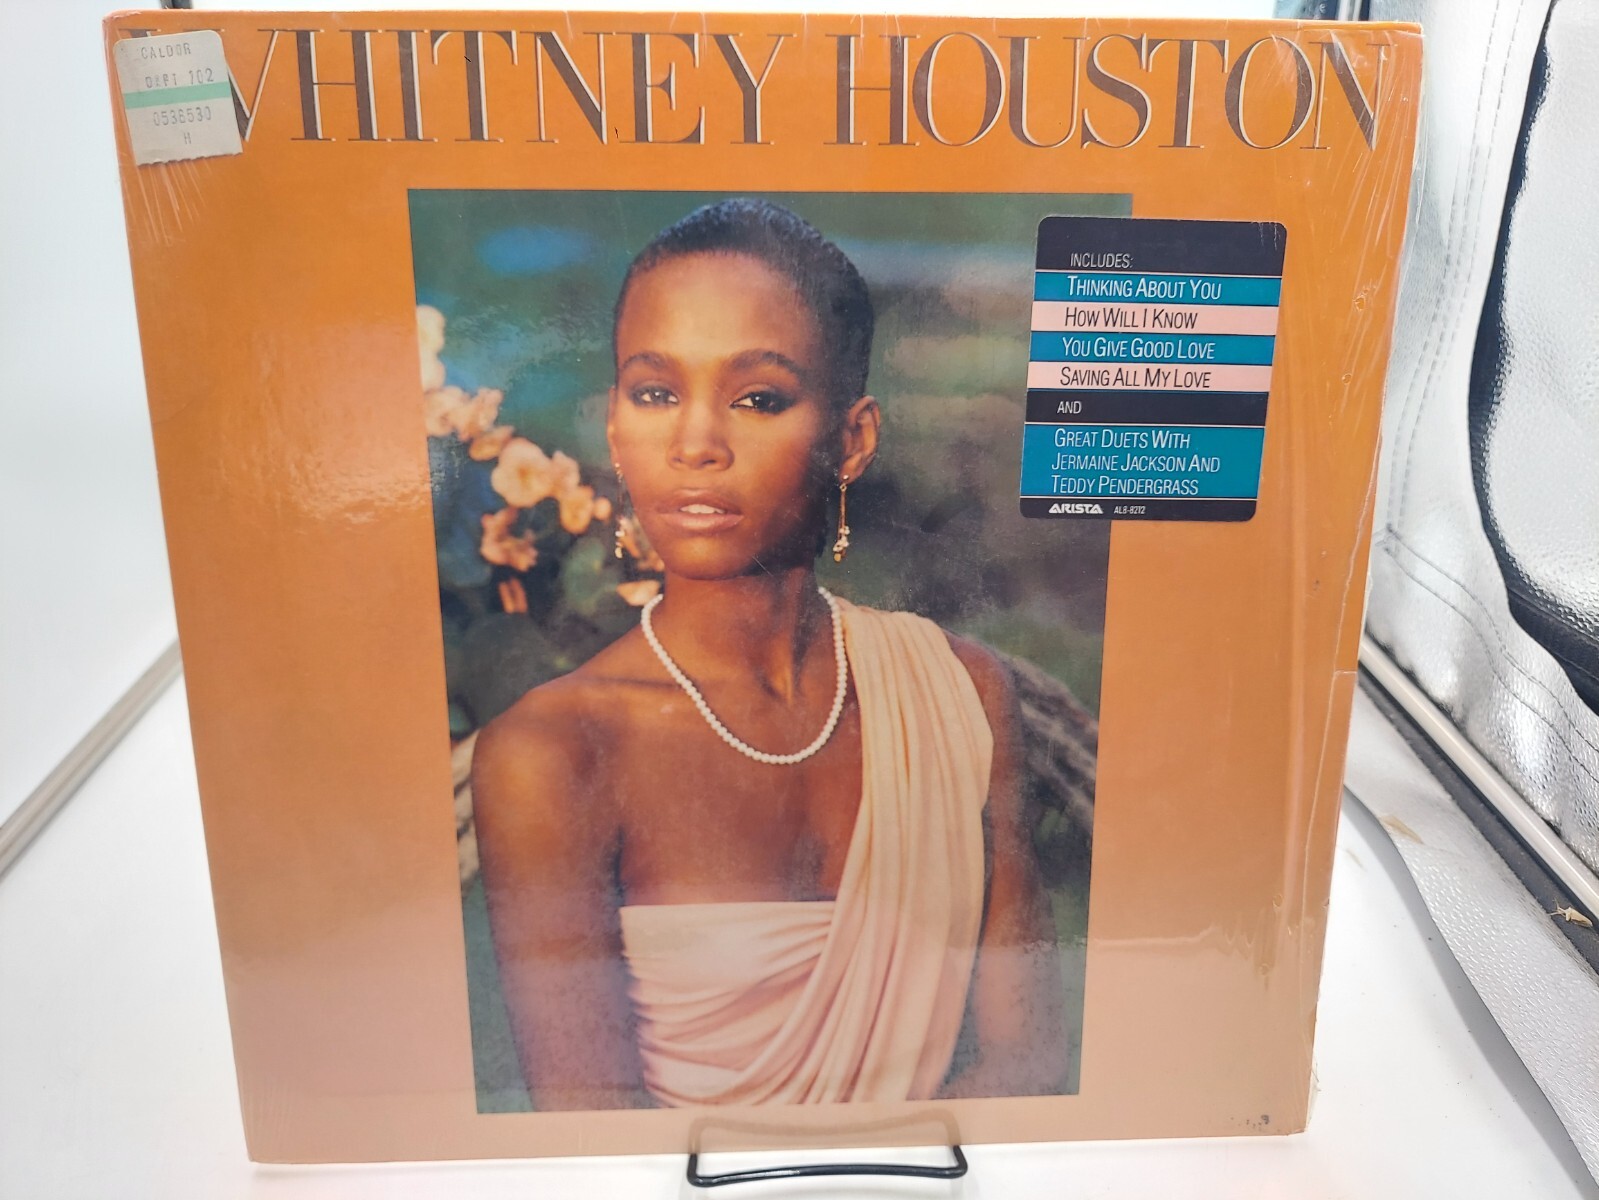 WHITNEY HOUSTON
CALDOR
102
0536530
H
INCLUDES:
THINKING ABOUT YOU
HOW WILL I KNOW
YOU GIVE GOOD LOVE
SAVING ALL MY LOVE
AND
GREAT DUETS WITH
JERMAINE JACKSON AND
TEDDY PENDERGRASS
ARISTA AL8-8212